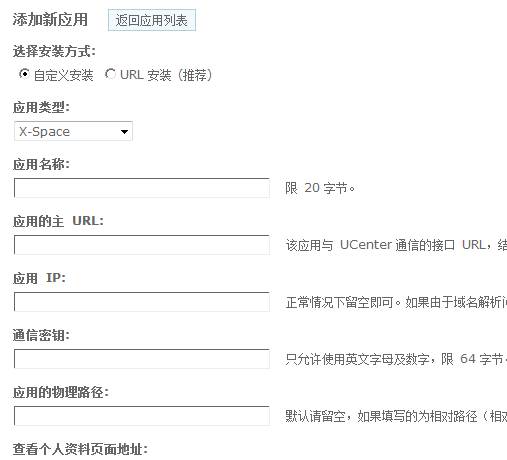 添加新应用 返回应用列表
选择安装方式:
自定义安装 URL 安装（推荐）
应用类型:
X-Space
应用名称:
限 20 字节。
应用的主 URL:
该应用与 UCenter 通信的接口 URL，结
应用 IP:
正常情况下留空即可。如果由于域名解析
通信密钥:
只允许使用英文字母及数字，限 64 字节
应用的物理路径:
默认请留空，如果填写的为相对路径（相对
查看个人资料页面地址: